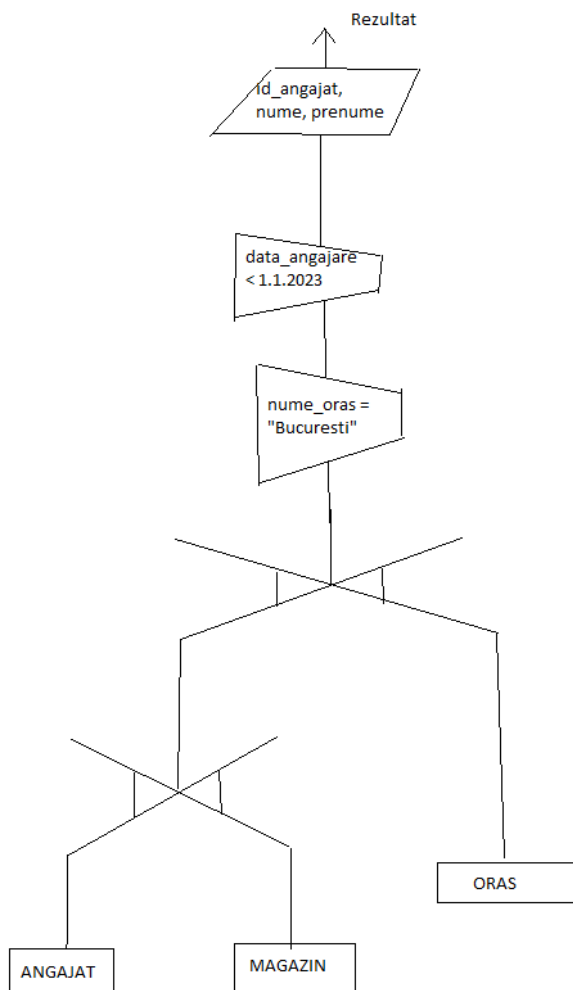 Rezultat
id_angajat,
nume, prenume
data_angajare
< 1.1.2023
nume_oras =
"Bucuresti"
ORAS
ANGAJAT
MAGAZIN